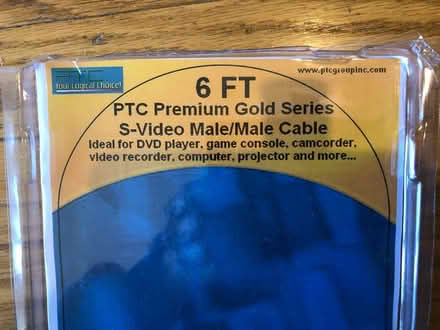 PTC
Your Logical Choice!
www.ptcgroupinc.com
6 FT
PTC Premium Gold Series
S-Video Male/Male Cable
Ideal for DVD player, game console, camcorder,
video recorder, computer, projector and more...